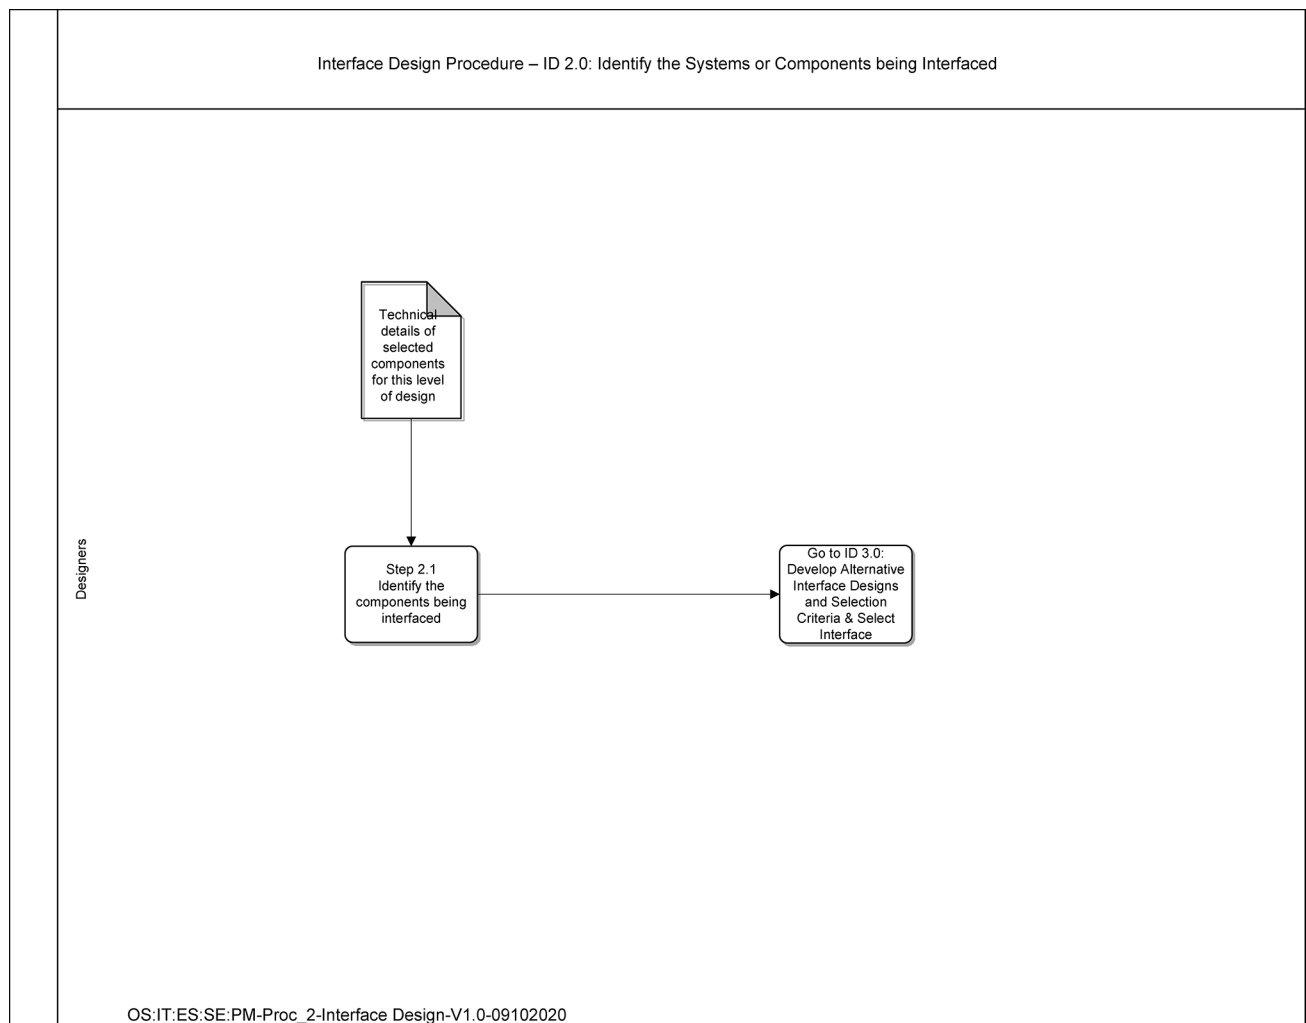 Interface Design Procedure – ID 2.0: Identify the Systems or Components being Interfaced
Technical
details of
selected
components
for this level
of design
Designers
Step 2.1
Identify the
components being
interfaced
Go to ID 3.0:
Develop Alternative
Interface Designs
and Selection
Criteria & Select
Interface
OS:IT:ES:SE:PM-Proc_2-Interface Design-V1.0-09102020